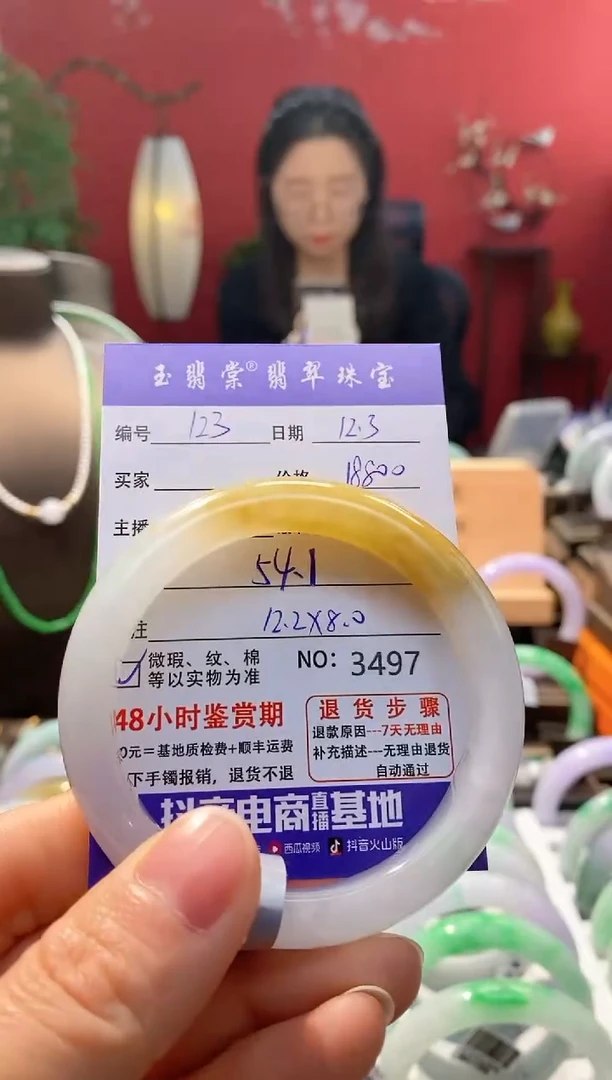 玉翡棠®翡翠珠宝
编号 123 日期 12.3
买家 价格 18800
主播
54.1
注 12.2X8.0
微瑕、纹、棉 NO: 3497
等以实物为准
48小时鉴赏期
0元=基地质检费+顺丰运费
下手镯报销，退货不退
退货步骤
退款原因---7天无理由
补充描述---无理由退货
自动通过
抖音电商直播基地
西瓜视频 抖音火山版